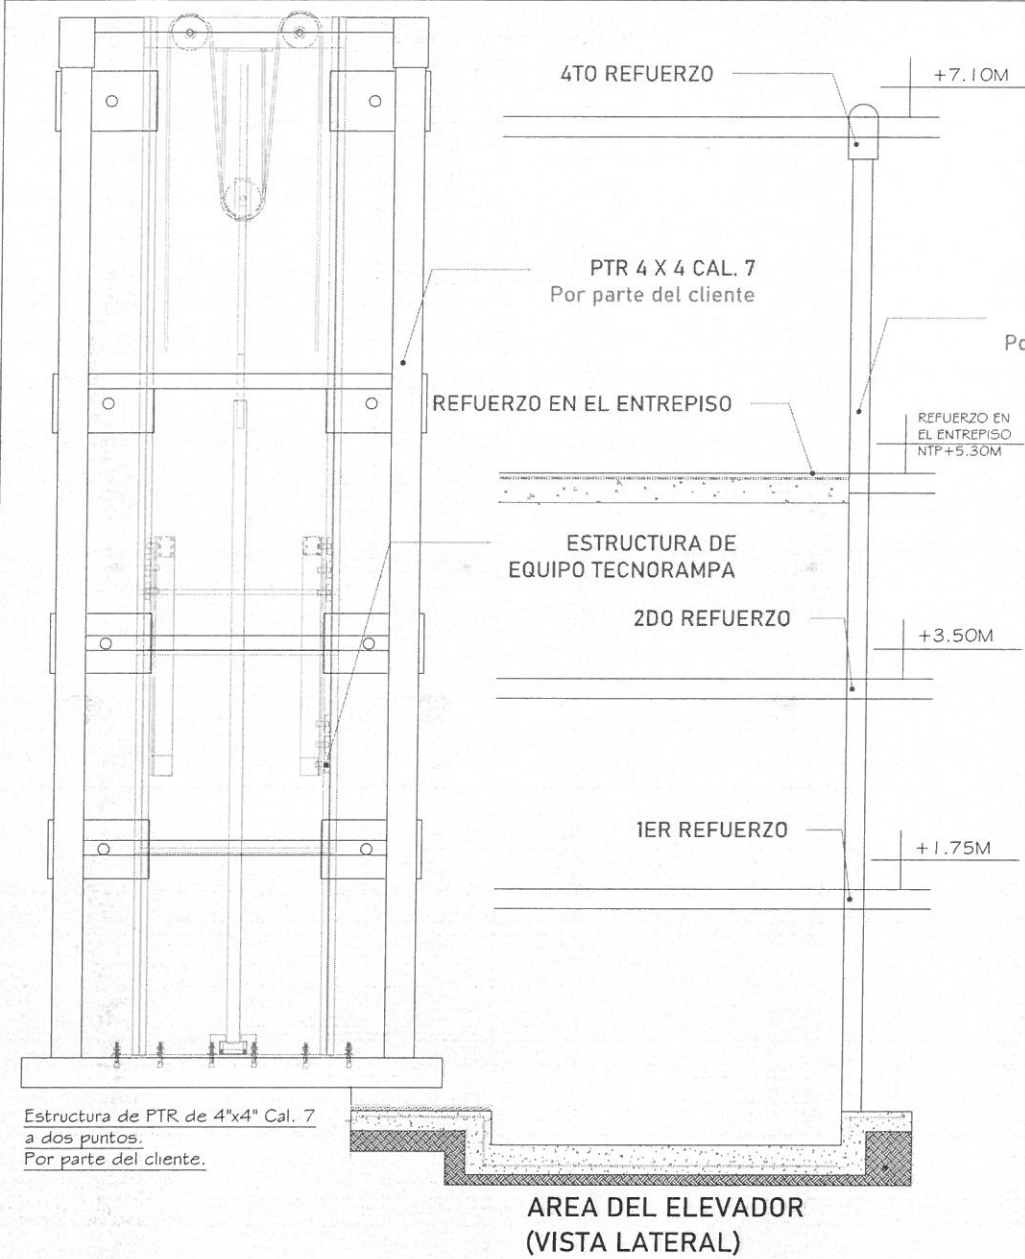 4TO REFUERZO
+7.10M
PTR 4 X 4 CAL. 7
Por parte del cliente
REFUERZO EN EL ENTREPISO
REFUERZO EN
EL ENTREPISO
NTP+5.30M
ESTRUCTURA DE
EQUIPO TECNORAMPA
2DO REFUERZO
+3.50M
1ER REFUERZO
+1.75M
Estructura de PTR de 4"x4" Cal. 7
a dos puntos.
Por parte del cliente.
AREA DEL ELEVADOR
(VISTA LATERAL)